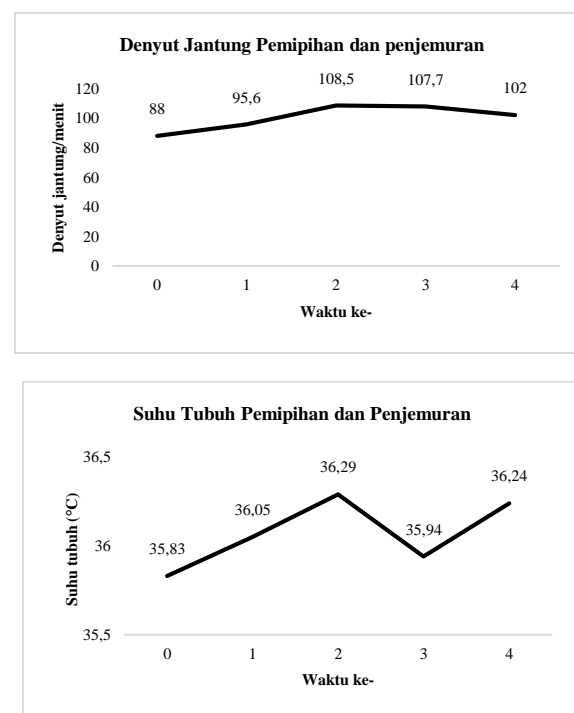 Denyut Jantung Pemipihan dan penjemuran
Denyut jantung/menit
120
100
80
60
40
20
0
88
95,6
108,5
107,7
102
0 1 2 3 4
Waktu ke-
Suhu Tubuh Pemipihan dan Penjemuran
Suhu tubuh (°C)
36,5
36
35,5
35,83
36,05
36,29
35,94
36,24
0 1 2 3 4
Waktu ke-